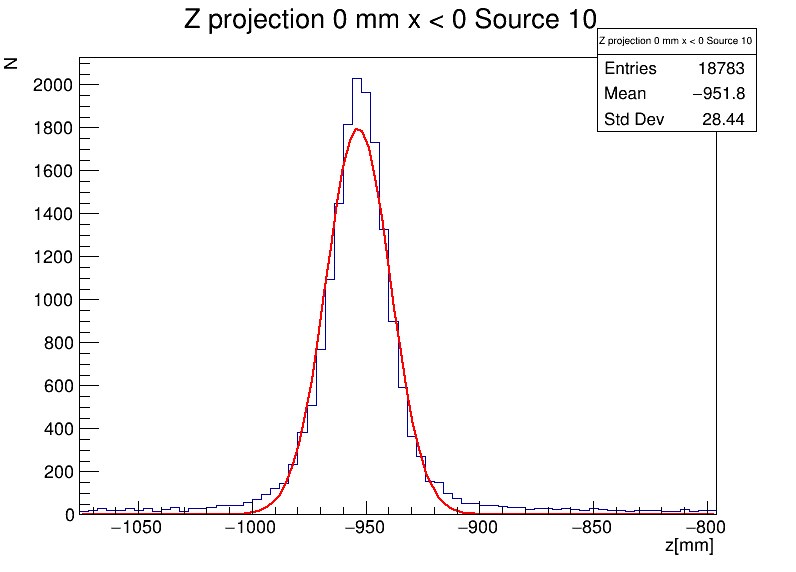 Z projection 0 mm x < 0 Source 10
Z projection 0 mm x < 0 Source 10
Entries 18783
Mean −951.8
Std Dev 28.44
N
2000
1800
1600
1400
1200
1000
800
600
400
200
0
−1050 −1000 −950 −900 −850 −800
z[mm]